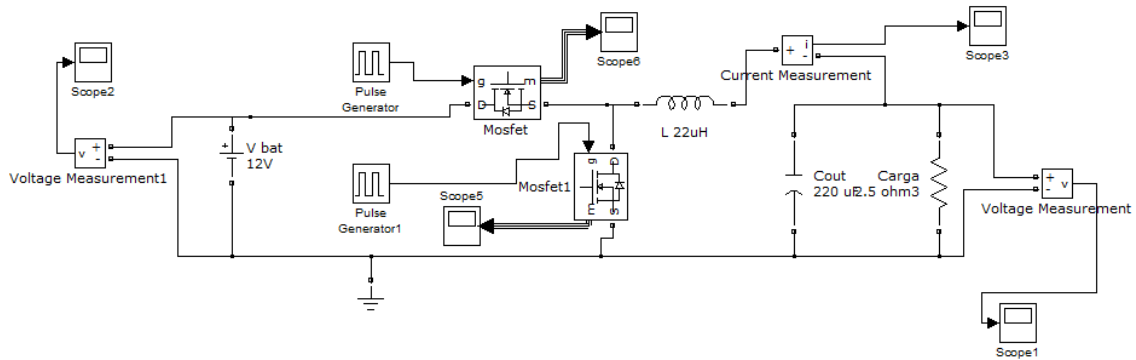 Scope2
Voltage Measurement1
v
+
-
+
V bat
12V
Pulse
Generator
g
m
D
S
Mosfet
Scope6
Pulse
Generator1
Mosfet1
g
D
m
S
Scope5
L 22uH
+
i
-
Current Measurement
Scope3
Cout
220 uF
Carga
2.5 ohm3
+
-
v
Voltage Measurement
Scope1